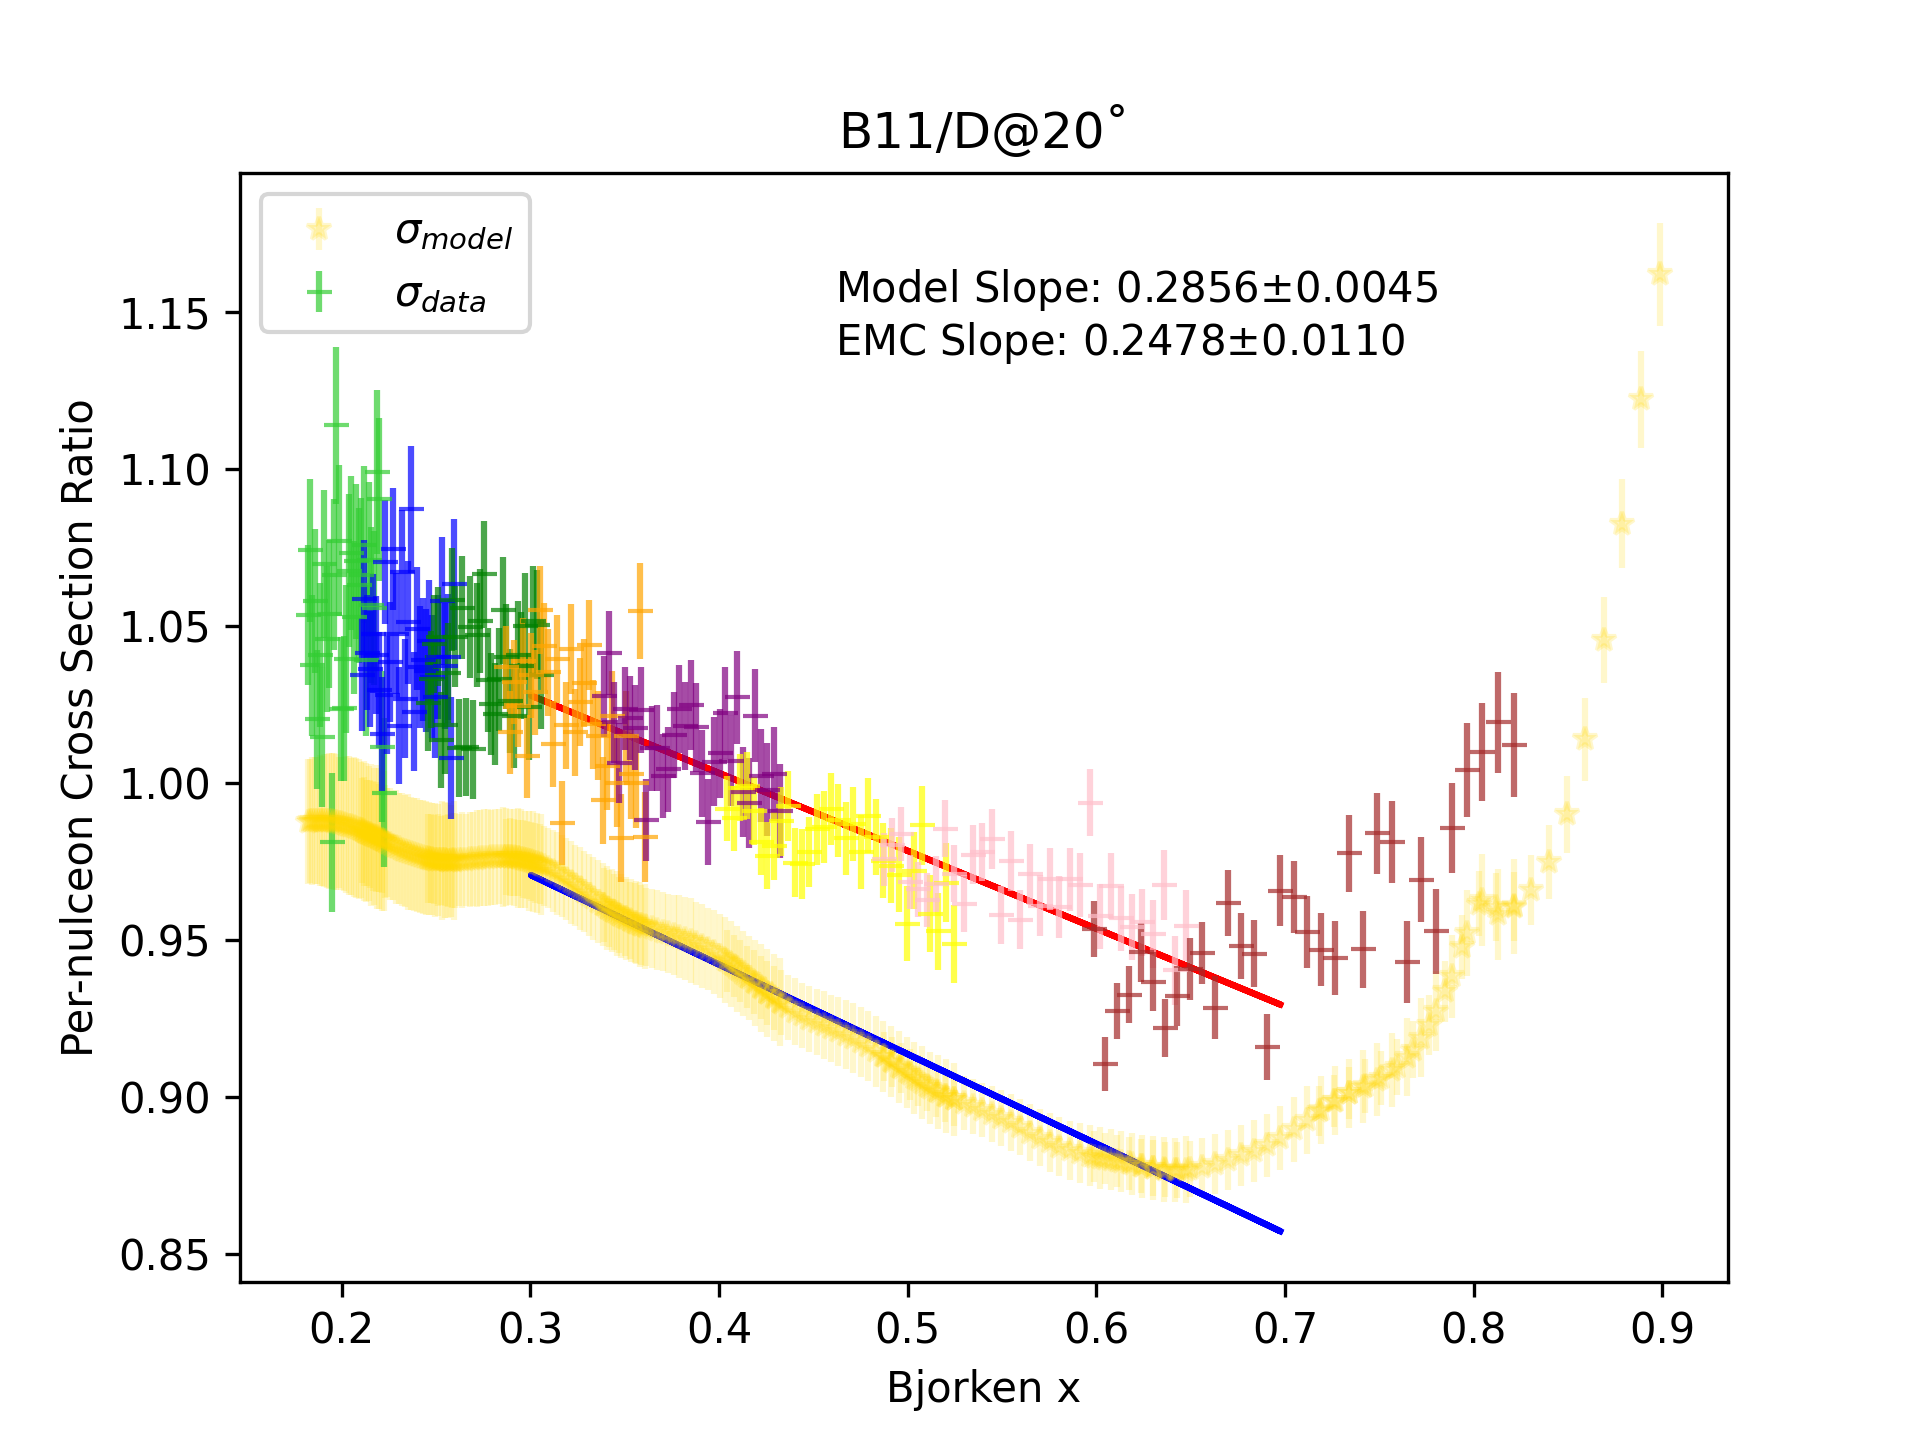 B11/D@20˚
σmodel
σdata
Model Slope: 0.2856±0.0045
EMC Slope: 0.2478±0.0110
Per-nulceon Cross Section Ratio
1.15
1.10
1.05
1.00
0.95
0.90
0.85
0.2 0.3 0.4 0.5 0.6 0.7 0.8 0.9
Bjorken x